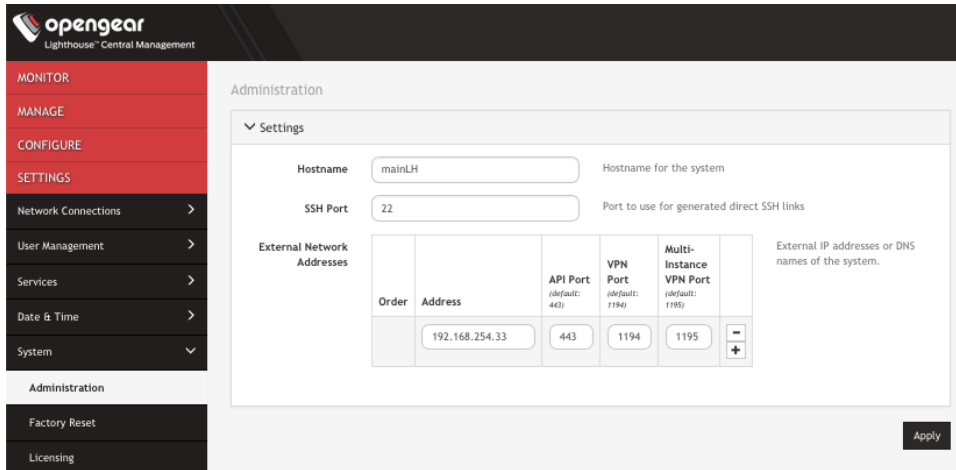 opengear
Lighthouse™ Central Management
MONITOR
MANAGE
CONFIGURE
SETTINGS
Network Connections
User Management
Services
Date & Time
System
Administration
Factory Reset
Licensing
Administration
Settings
Hostname
mainLH
Hostname for the system
SSH Port
22
Port to use for generated direct SSH links
External Network
Addresses
Order
Address
API Port
(default:
443)
VPN
Port
(default:
1194)
Multi-
Instance
VPN Port
(default:
1195)
192.168.254.33
443
1194
1195
-
+
External IP addresses or DNS
names of the system.
Apply